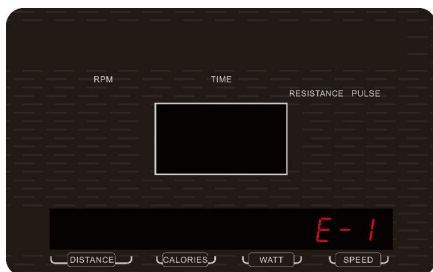 RPM TIME
RESISTANCE PULSE
E-1
DISTANCE CALORIES WATT SPEED